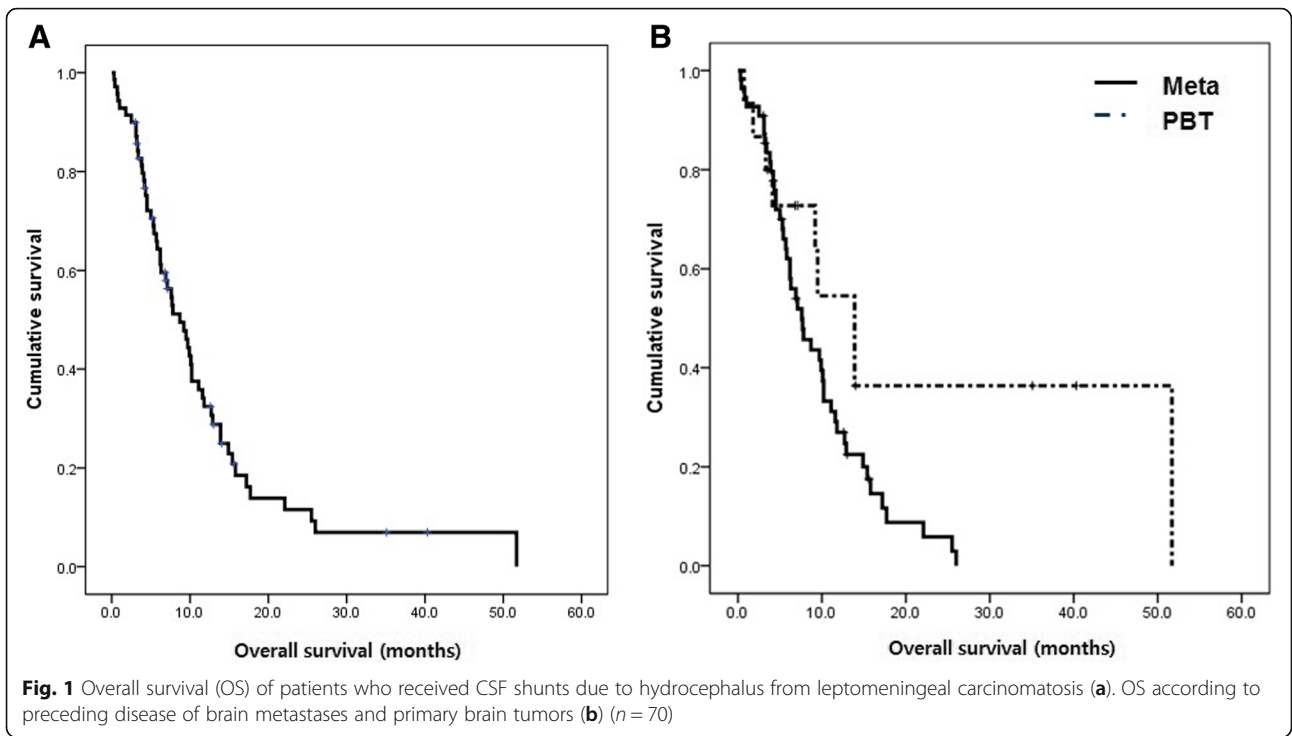 A
Cumulative survival
1.0
0.8
0.6
0.4
0.2
0.0
0.0 10.0 20.0 30.0 40.0 50.0 60.0
Overall survival (months)
B
Meta
PBT
Cumulative survival
1.0
0.8
0.6
0.4
0.2
0.0
0.0 10.0 20.0 30.0 40.0 50.0 60.0
Overall survival (months)
Fig. 1 Overall survival (OS) of patients who received CSF shunts due to hydrocephalus from leptomeningeal carcinomatosis (a). OS according to
preceding disease of brain metastases and primary brain tumors (b) (n = 70)